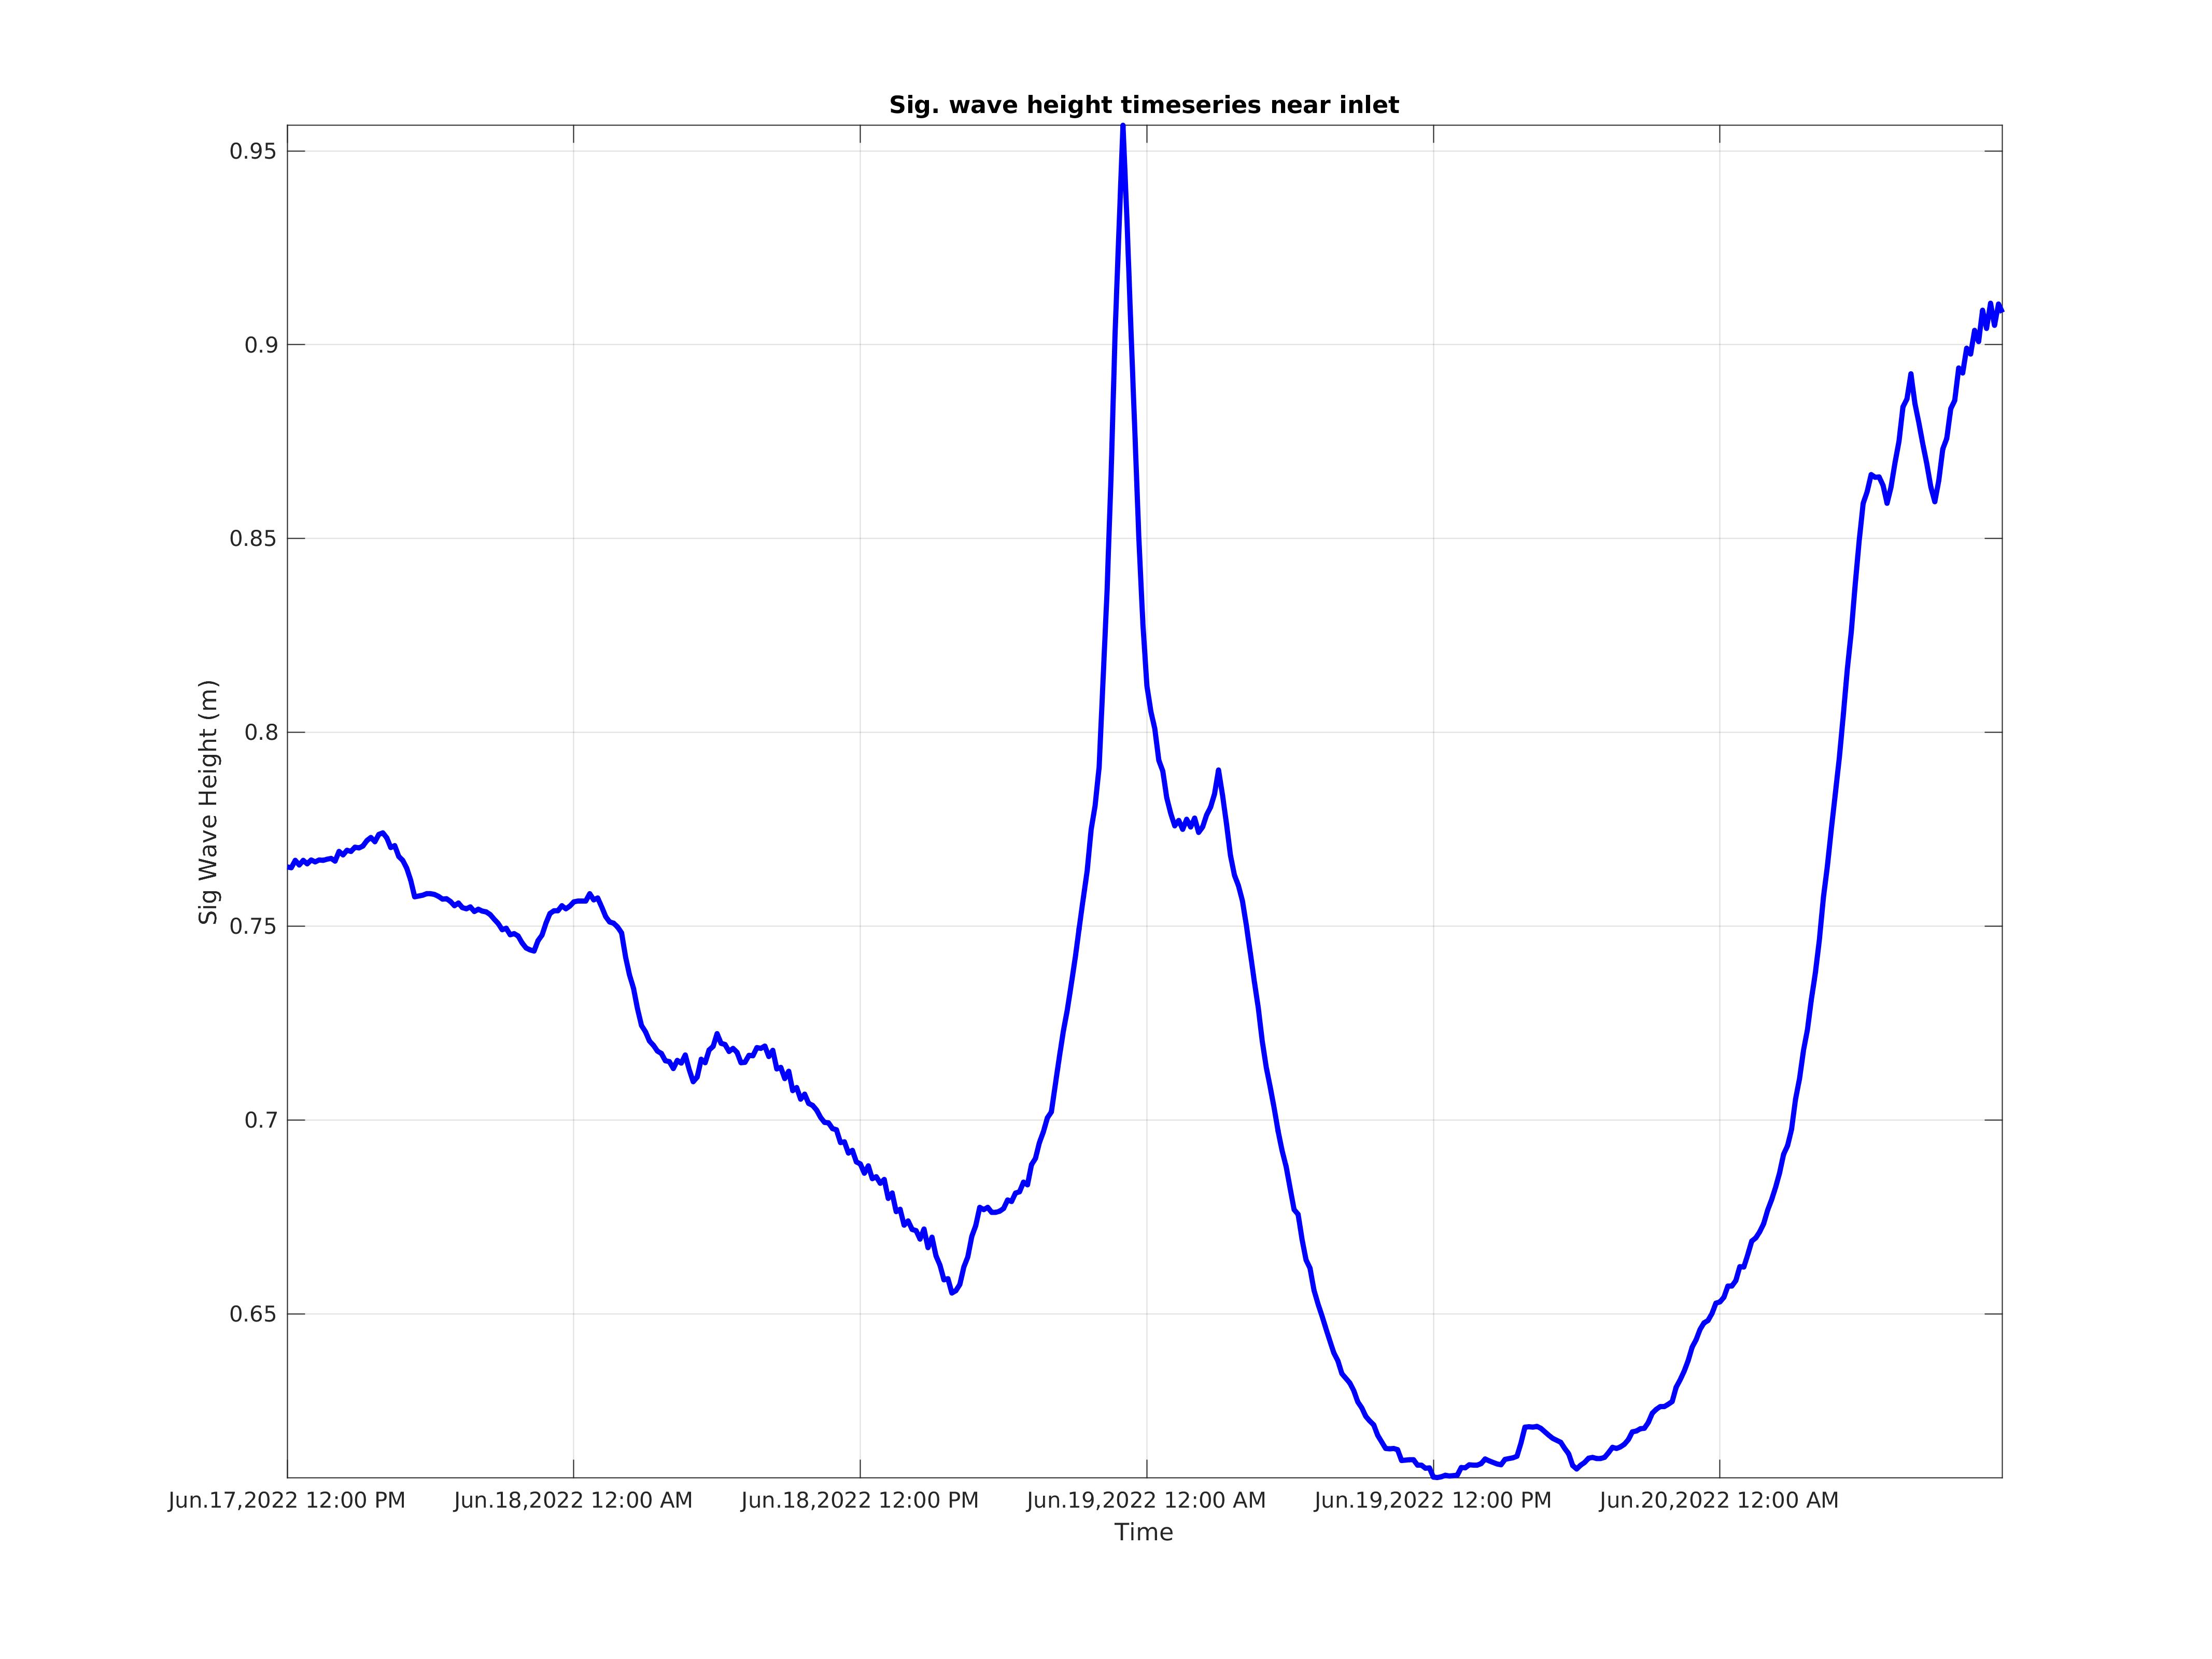 Sig. wave height timeseries near inlet
0.95
0.9
0.85
0.8
0.75
0.7
0.65
Sig Wave Height (m)
Jun.17,2022 12:00 PM Jun.18,2022 12:00 AM Jun.18,2022 12:00 PM Jun.19,2022 12:00 AM Jun.19,2022 12:00 PM Jun.20,2022 12:00 AM
Time